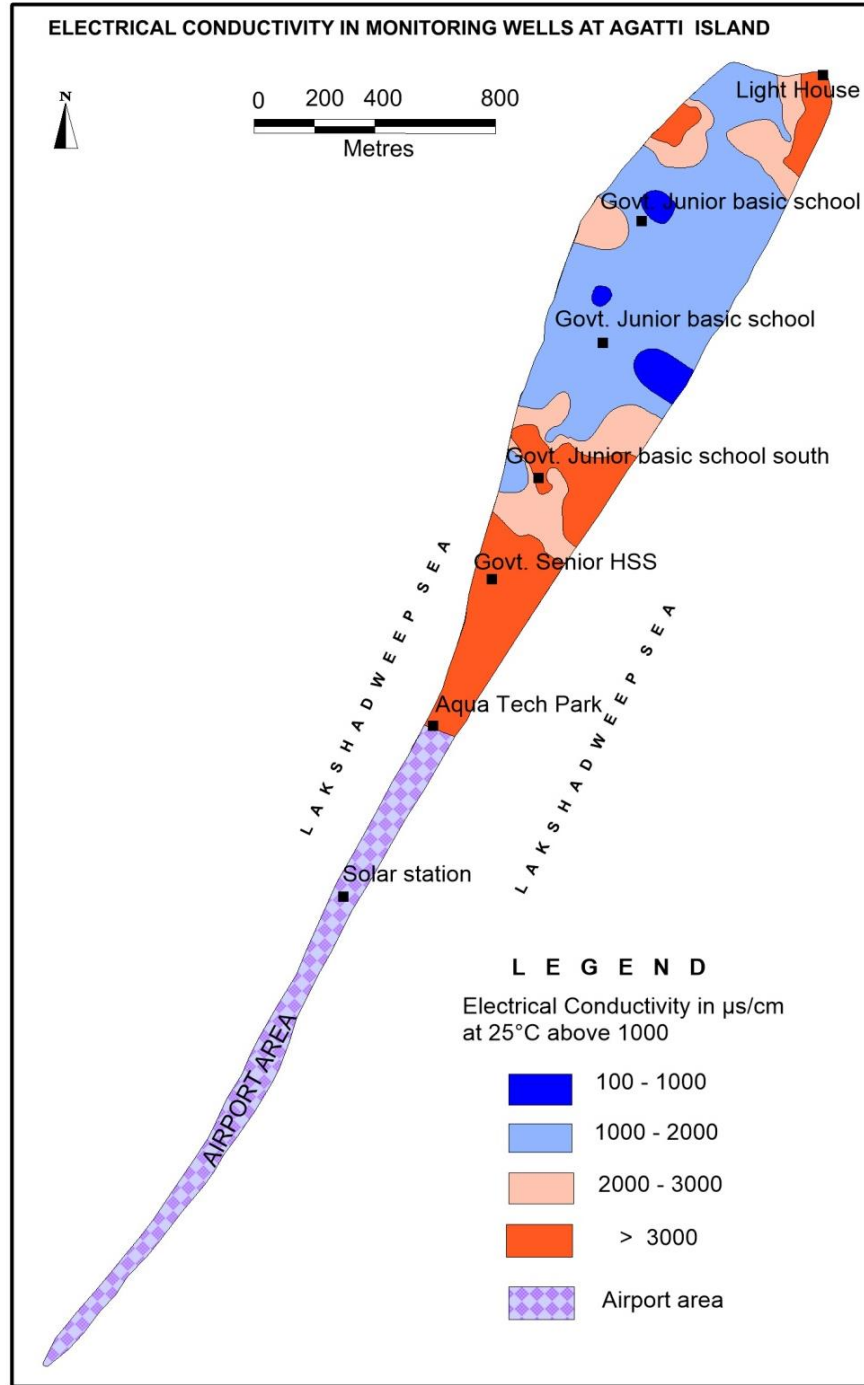 ELECTRICAL CONDUCTIVITY IN MONITORING WELLS AT AGATTI ISLAND
N
0 200 400 800
Metres
Light House
Govt. Junior basic school
Govt. Junior basic school
Govt. Junior basic school south
Govt. Senior HSS
LAKSHADWEEP SEA
LAKSHADWEEP SEA
Aqua Tech Park
Solar station
AIRPORT AREA
LEGEND
Electrical Conductivity in µs/cm
at 25°C above 1000
100 - 1000
1000 - 2000
2000 - 3000
> 3000
Airport area